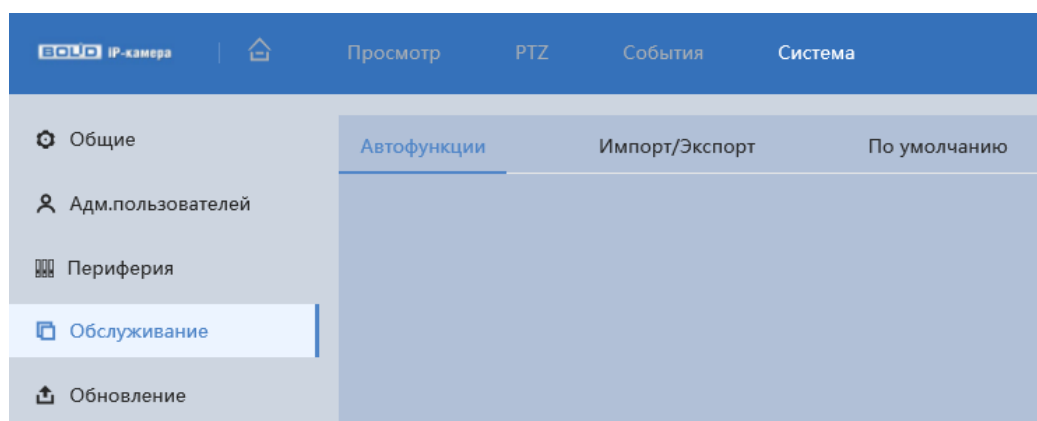 BOLID IP-камера Просмотр PTZ События Система
Общие
Автофункции Импорт/Экспорт По умолчанию
Адм.пользователей
Периферия
Обслуживание
Обновление